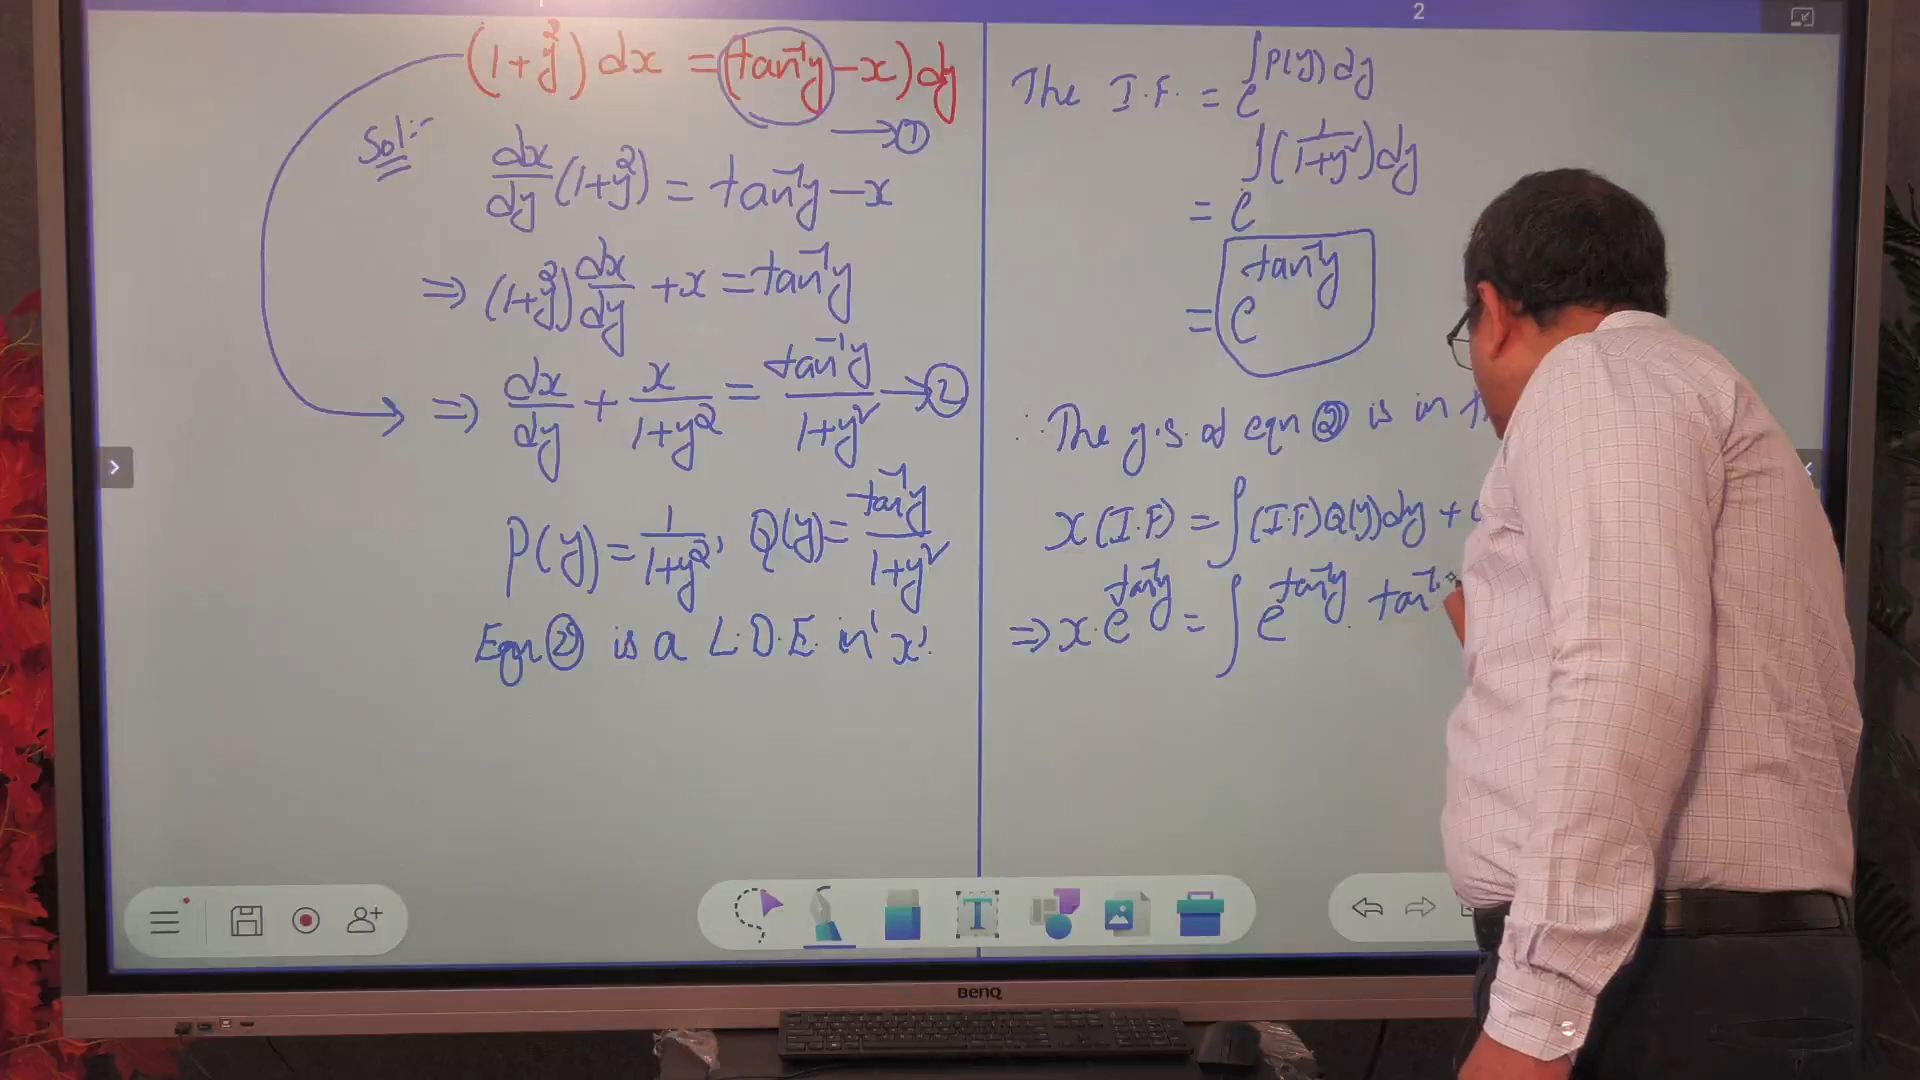 2
(1+y²) dx = (tan⁻¹y - x) dy
→ ①
Sol:-
dx/dy (1+y²) = tan⁻¹y - x
⇒ (1+y²) dx/dy + x = tan⁻¹y
⇒ dx/dy + x/(1+y²) = tan⁻¹y/(1+y²) → ②
P(y) = 1/(1+y²), Q(y) = tan⁻¹y/(1+y²)
Eqn ② is a L.D.E. in 'x'.
The I.F. = e^(∫P(y) dy)
= e^(∫(1/(1+y²)) dy)
= e^(tan⁻¹y)
∴ The g.s. of eqn ② is in
x (I.F) = ∫(I.F) Q(y) dy +
⇒ x.e^(tan⁻¹y) = ∫ e^(tan⁻¹y) . tan⁻¹
T
BenQ